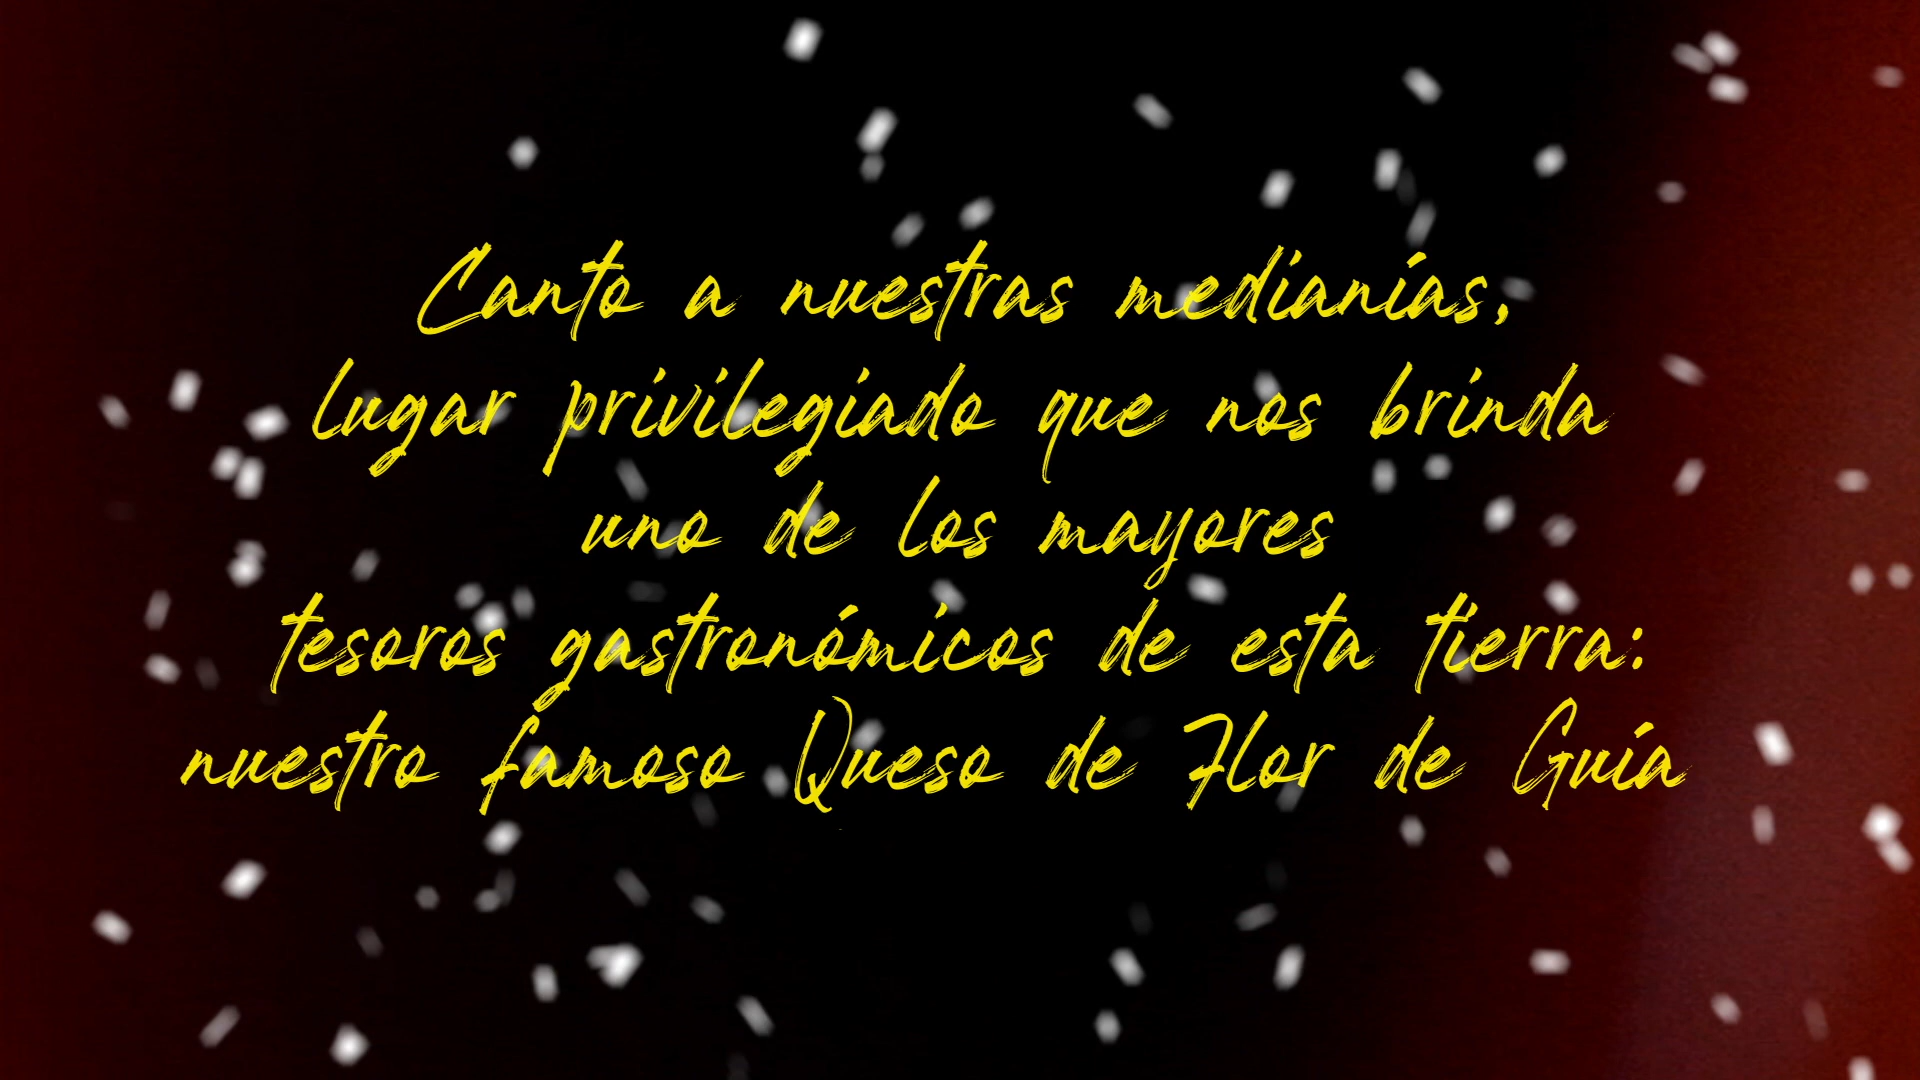 Canto a nuestras medianías,
lugar privilegiado que nos brinda
uno de los mayores
tesoros gastronómicos de esta tierra:
nuestro famoso Queso de Flor de Guía